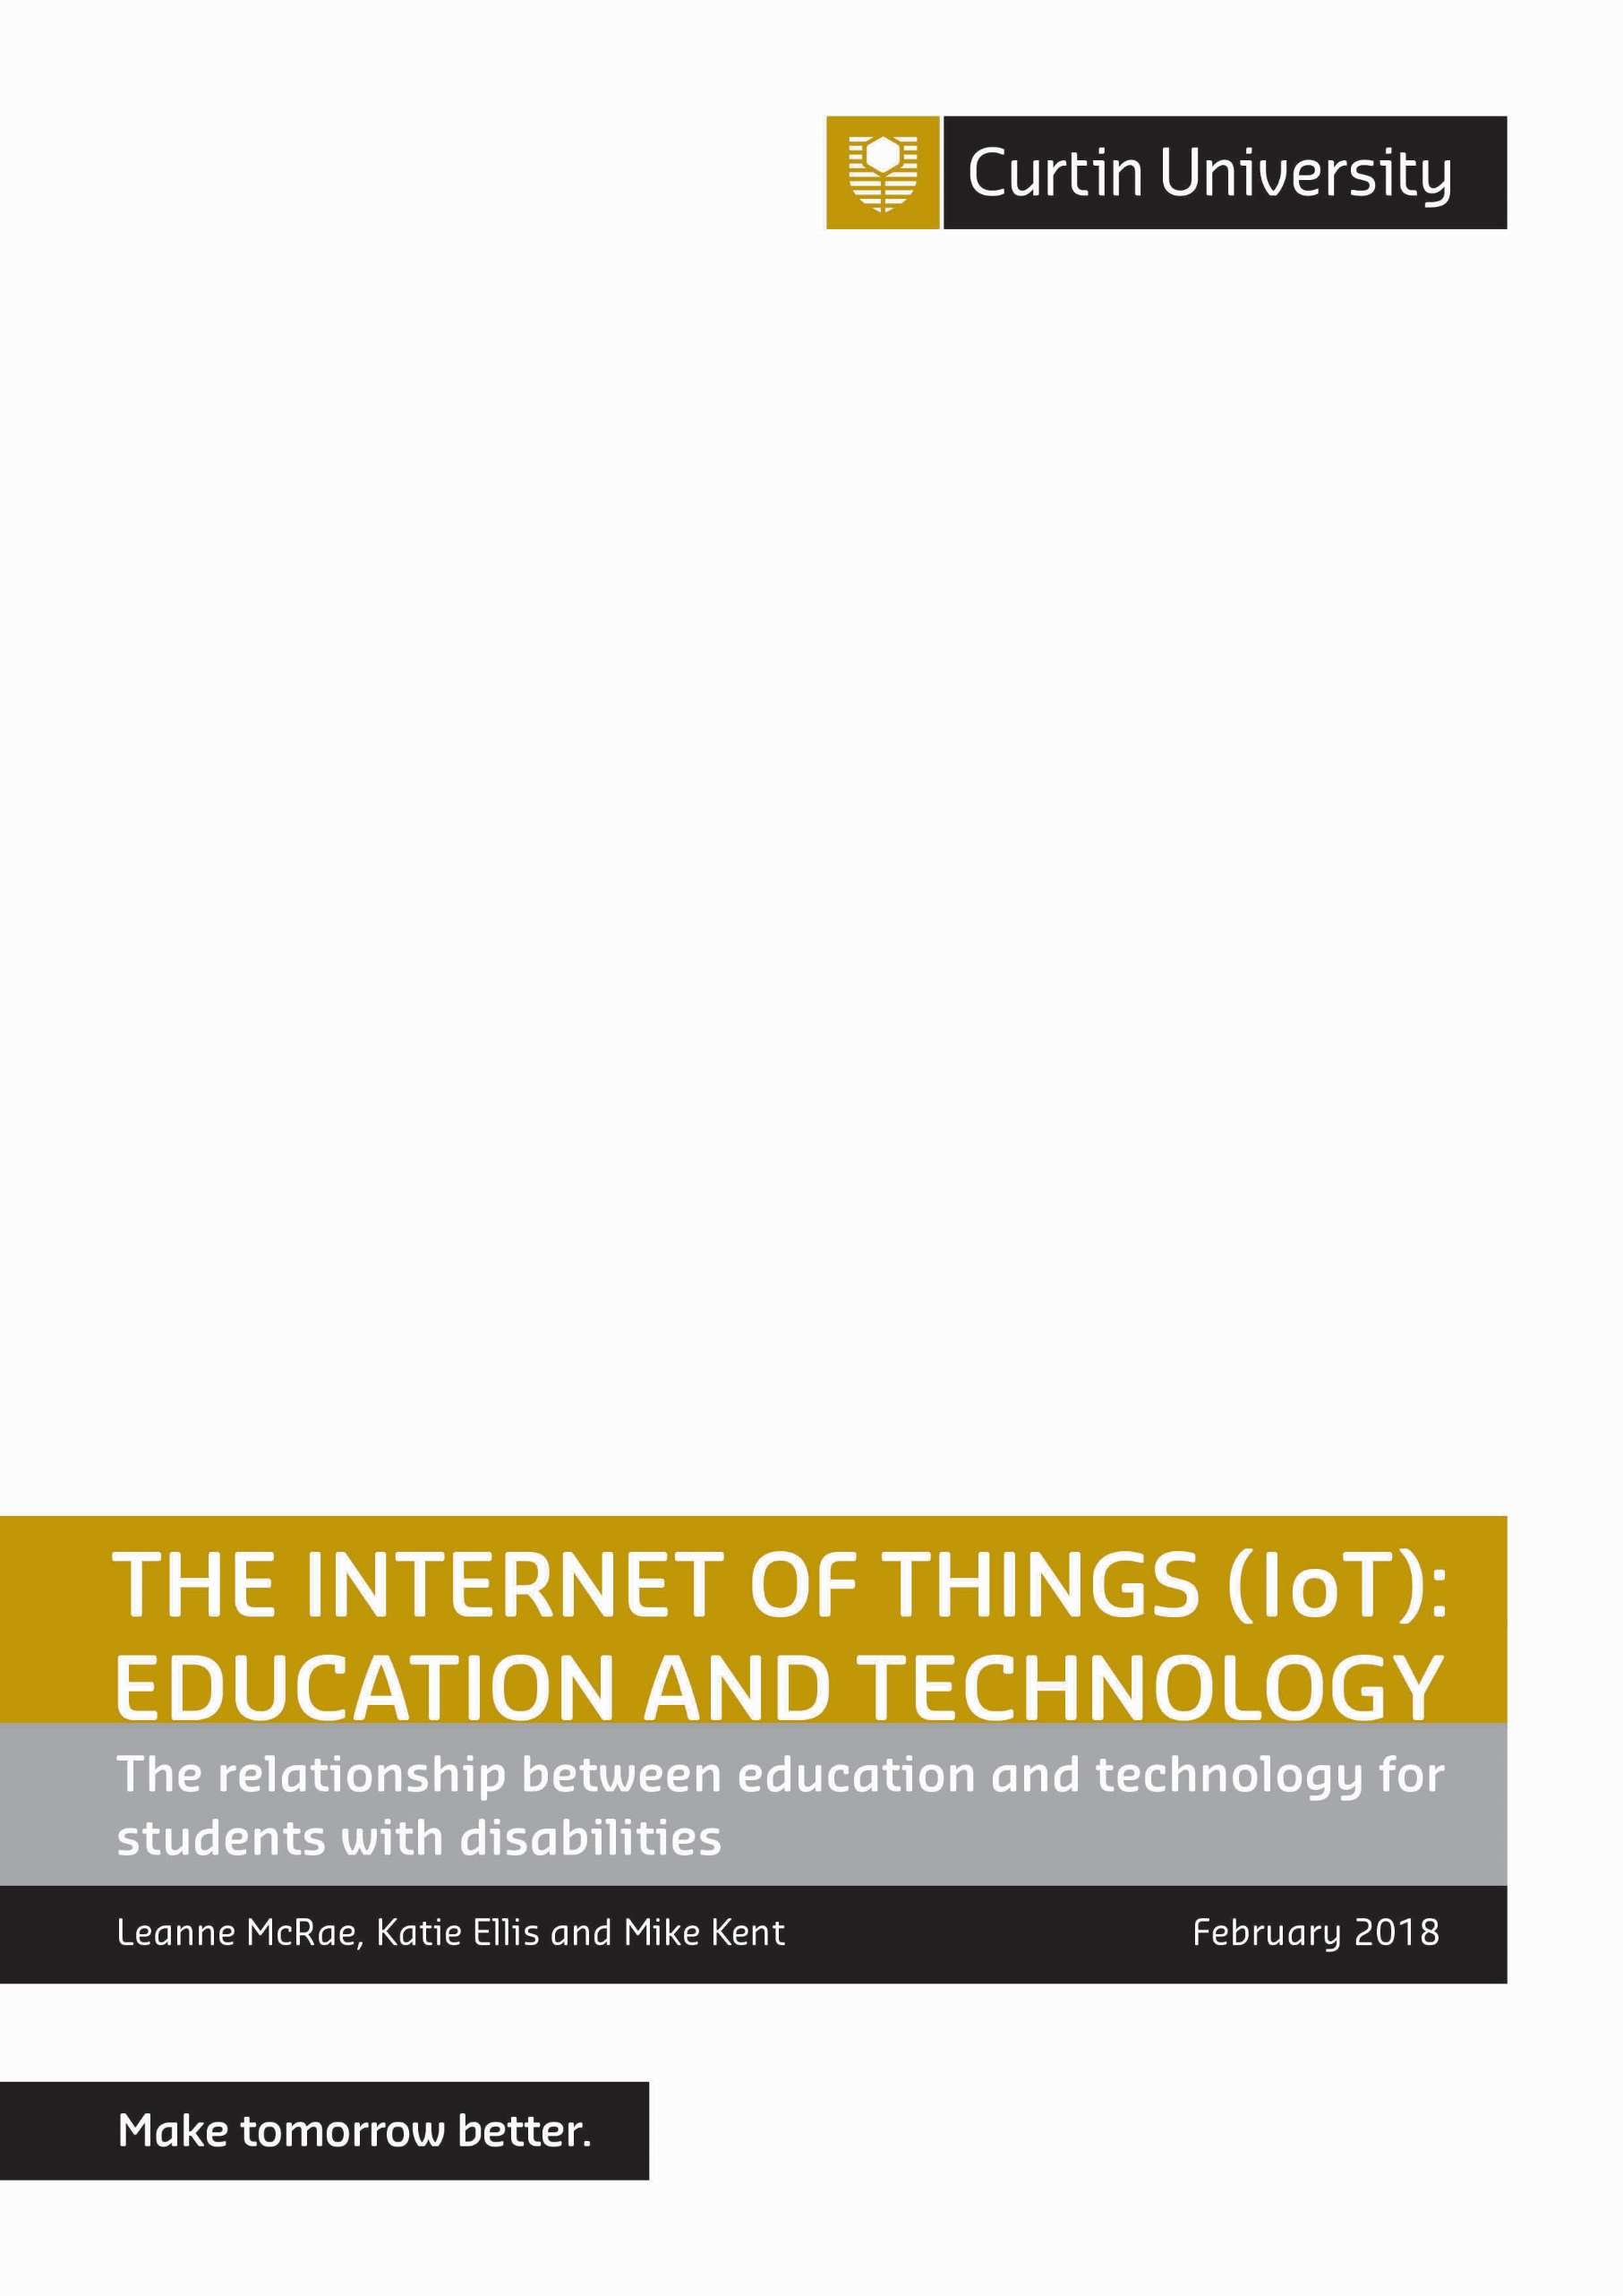 Curtin University
THE INTERNET OF THINGS (IoT):
EDUCATION AND TECHNOLOGY
The relationship between education and technology for
students with disabilities
Leanne McRae, Katie Ellis and Mike Kent February 2018
Make tomorrow better.